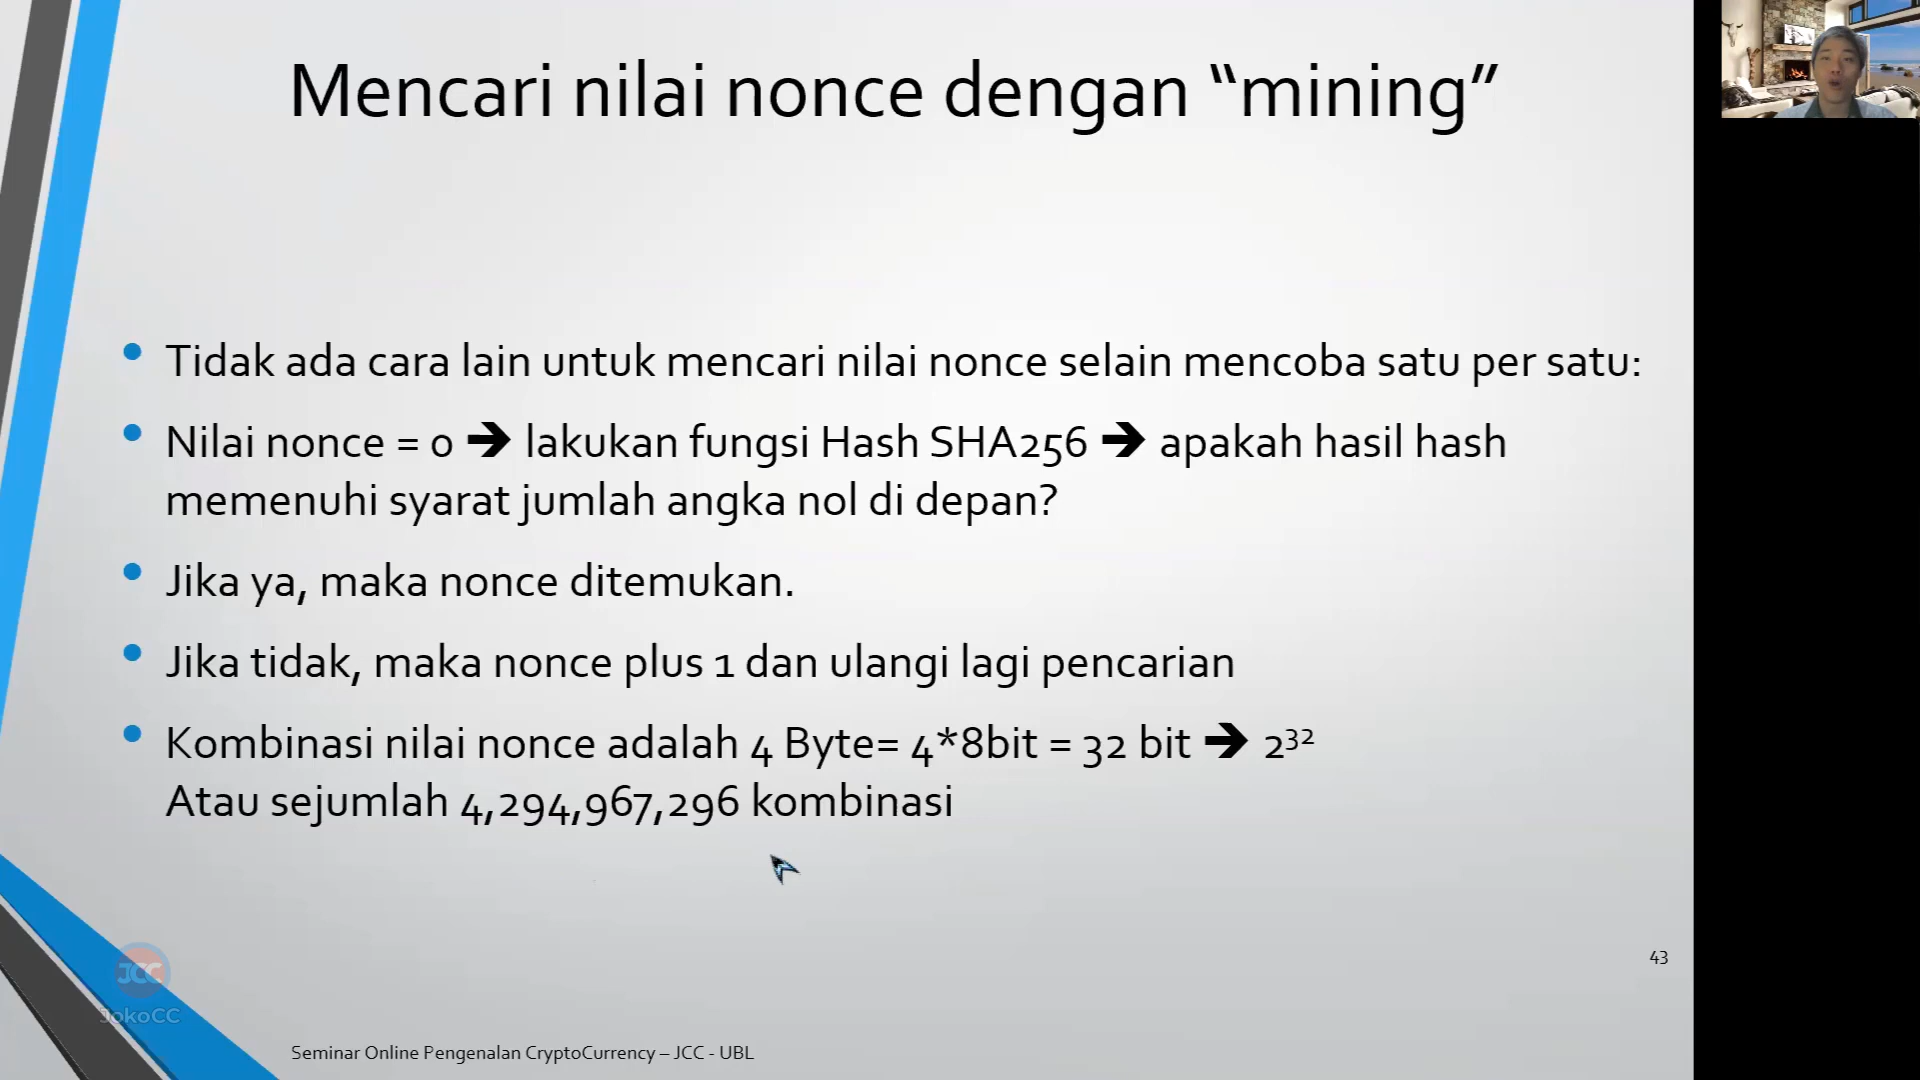 Mencari nilai nonce dengan “mining”
• Tidak ada cara lain untuk mencari nilai nonce selain mencoba satu per satu:
• Nilai nonce = 0 ➔ lakukan fungsi Hash SHA256 ➔ apakah hasil hash
memenuhi syarat jumlah angka nol di depan?
• Jika ya, maka nonce ditemukan.
• Jika tidak, maka nonce plus 1 dan ulangi lagi pencarian
• Kombinasi nilai nonce adalah 4 Byte= 4*8bit = 32 bit ➔ 2³²
Atau sejumlah 4,294,967,296 kombinasi
43
JCC
JokoCC
Seminar Online Pengenalan CryptoCurrency – JCC - UBL